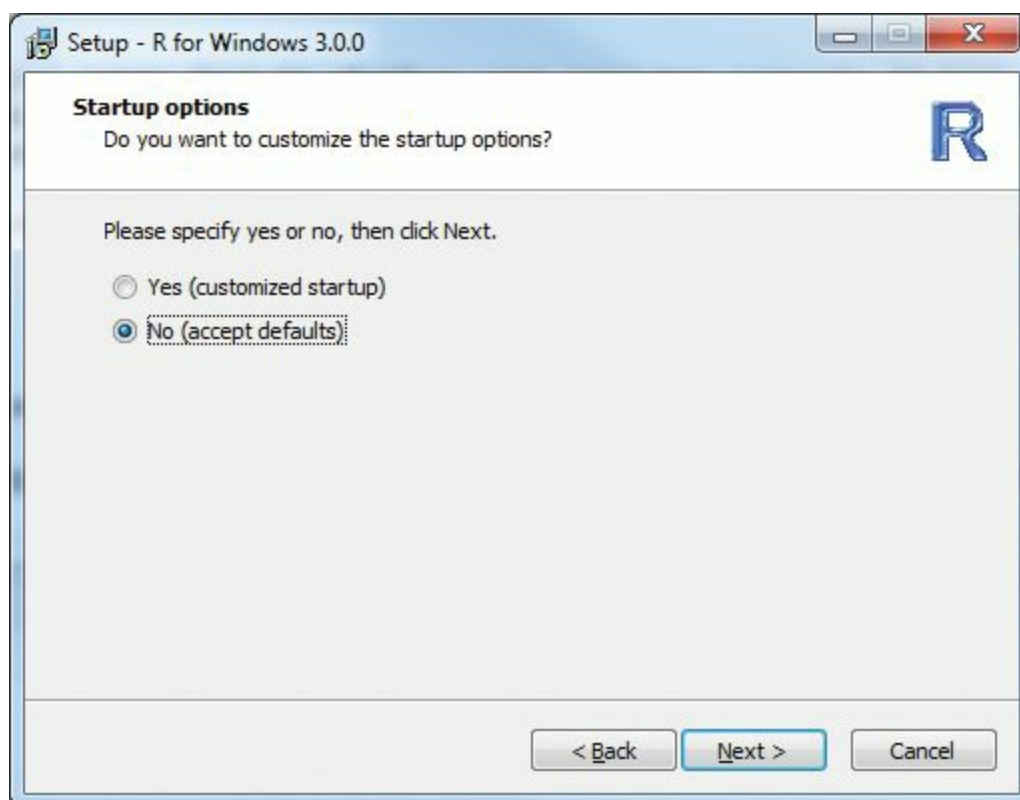 Setup - R for Windows 3.0.0
Startup options
Do you want to customize the startup options?
R
Please specify yes or no, then click Next.
Yes (customized startup)
No (accept defaults)
< Back Next > Cancel